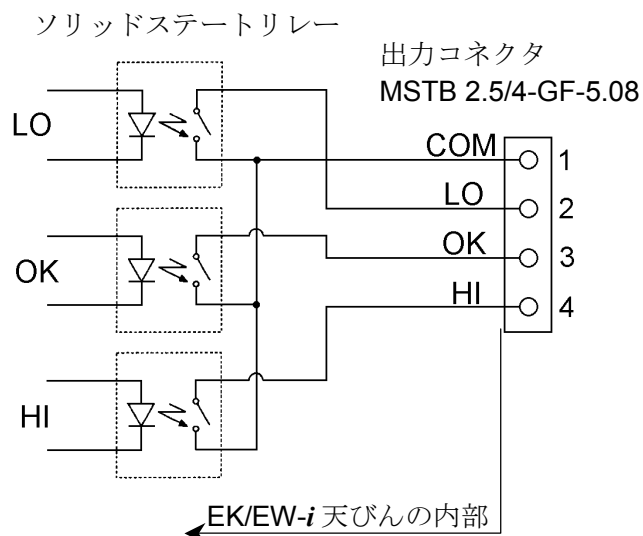 ソリッドステートリレー
出力コネクタ
MSTB 2.5/4-GF-5.08
LO
COM
1
LO
2
OK
OK
3
HI
4
HI
EK/EW-i 天びんの内部